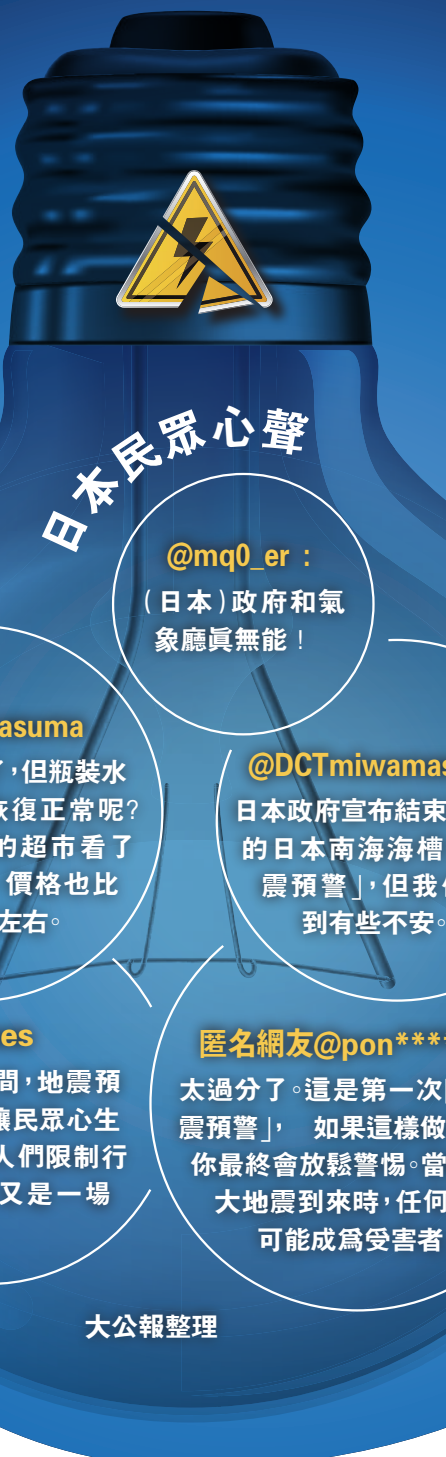 日本民眾心聲
@mq0_er：
（日本）政府和氣
象廳眞無能！
asuma
，但瓶裝水
恢復正常呢？
的超市看了
價格也比
左右。
@DCTmiwamas
日本政府宣布結束
的日本南海海槽
震預警」，但我
到有些不安。
es
間，地震預
讓民眾心生
人們限制行
又是一場
匿名網友@pon****
太過分了。這是第一次
震預警」， 如果這樣做
你最終會放鬆警惕。當
大地震到來時，任何
可能成爲受害者
大公報整理